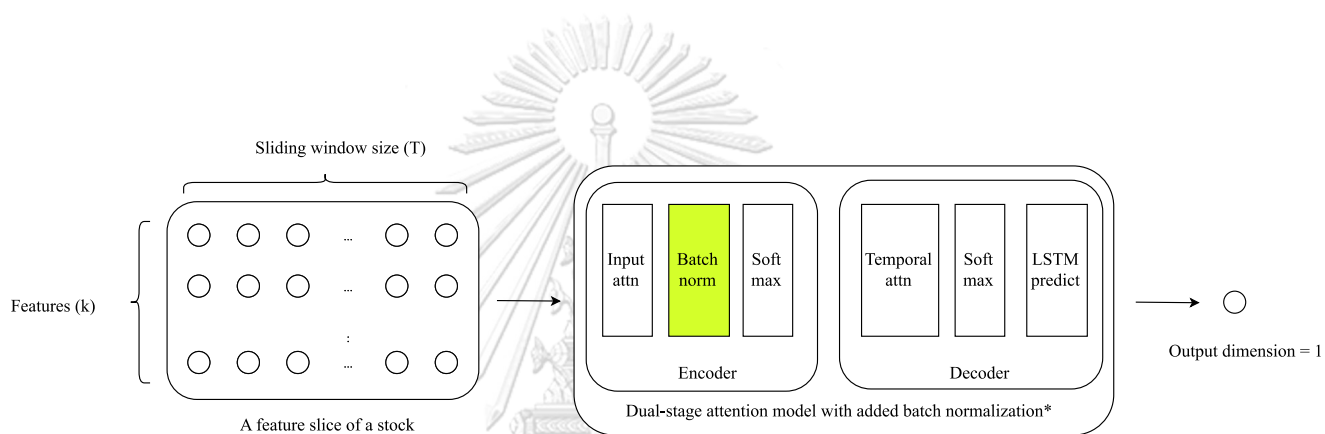 Sliding window size (T)
Features (k)
...
...
:
...
A feature slice of a stock
Input
attn
Batch
norm
Soft
max
Encoder
Temporal
attn
Soft
max
LSTM
predict
Decoder
Dual-stage attention model with added batch normalization*
Output dimension = 1